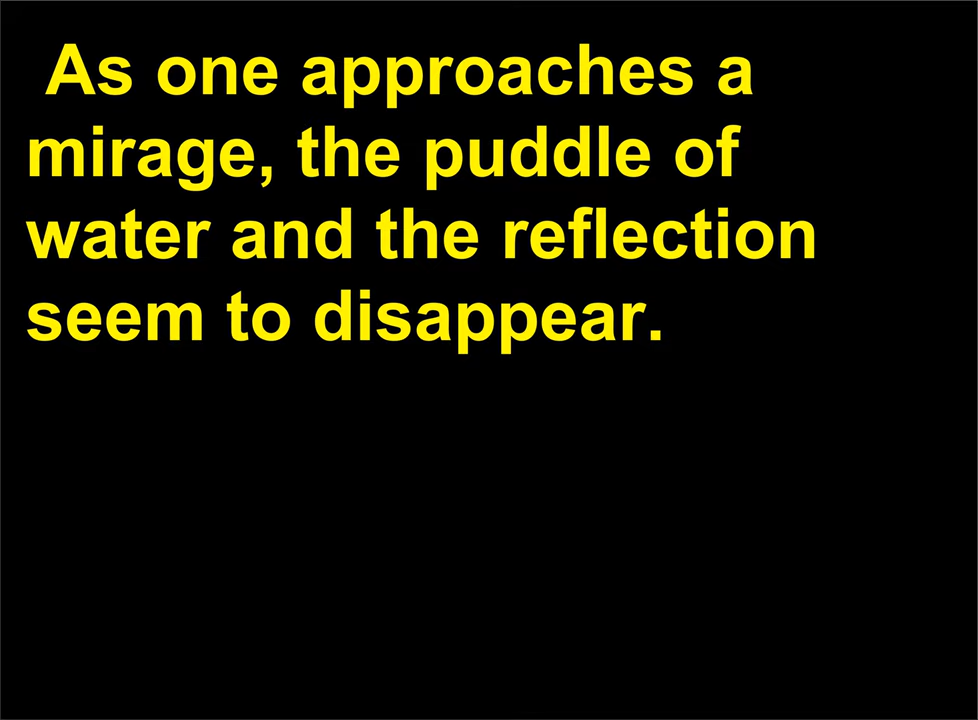 As one approaches a
mirage, the puddle of
water and the reflection
seem to disappear.